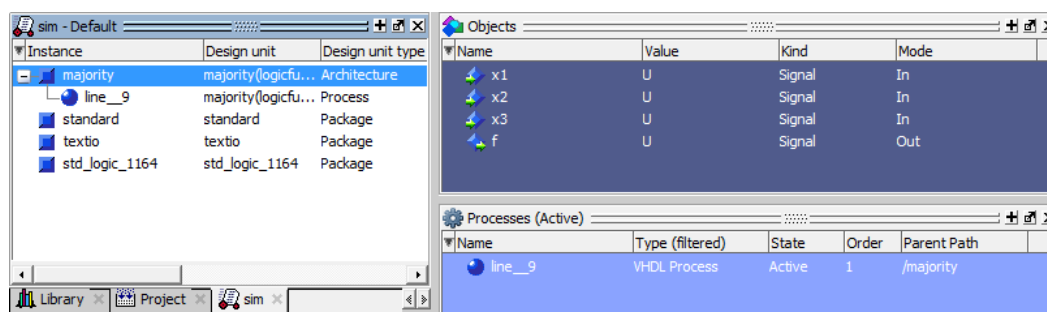 sim - Default
Instance Design unit Design unit type
majority majority(logicfu... Architecture
line__9 majority(logicfu... Process
standard standard Package
textio textio Package
std_logic_1164 std_logic_1164 Package
Library Project sim
Objects
Name Value Kind Mode
x1 U Signal In
x2 U Signal In
x3 U Signal In
f U Signal Out
Processes (Active)
Name Type (filtered) State Order Parent Path
line__9 VHDL Process Active 1 /majority